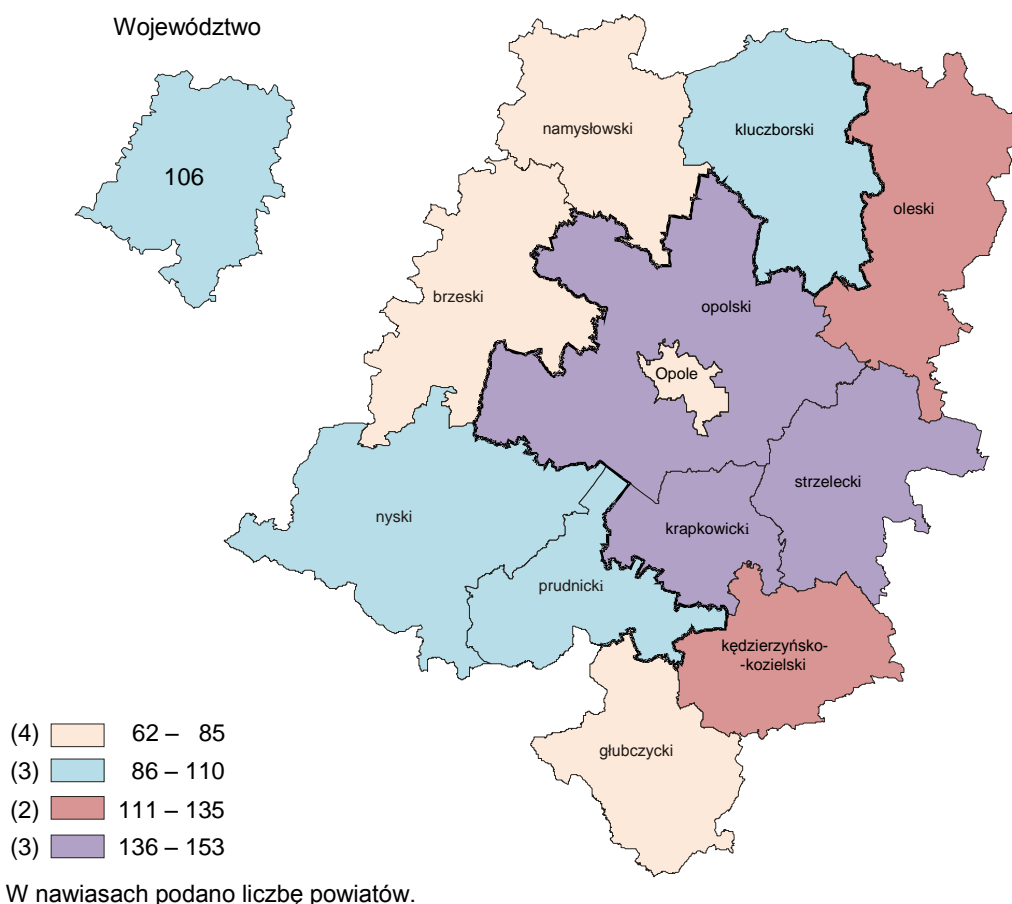 Województwo
106
namysłowski
kluczborski
oleski
brzeski
opolski
Opole
strzelecki
nyski
krapkowicki
prudnicki
kędzierzyńsko-
-kozielski
głubczycki
(4) 62 – 85
(3) 86 – 110
(2) 111 – 135
(3) 136 – 153
W nawiasach podano liczbę powiatów.